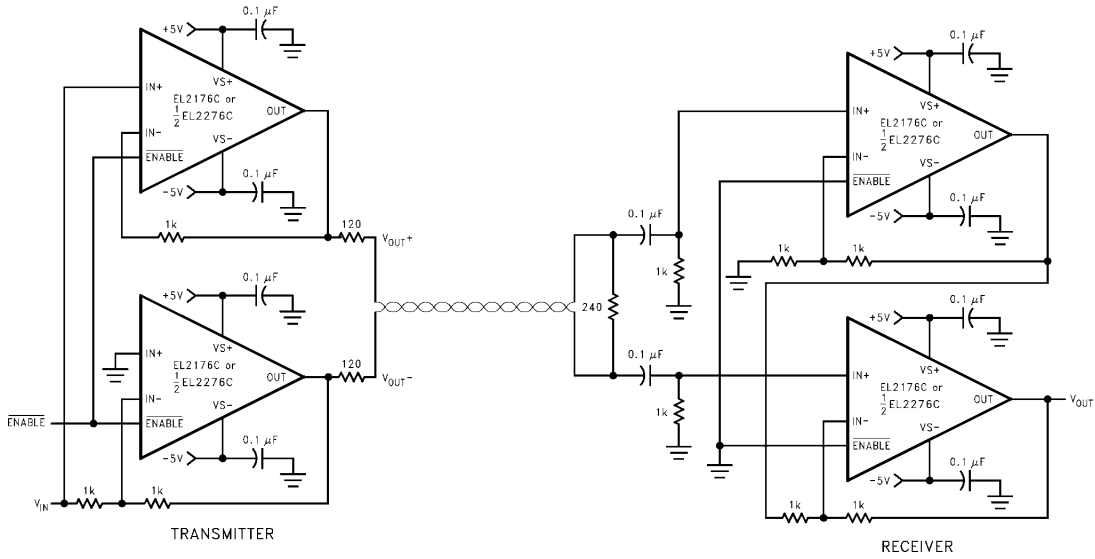 +5V
0.1 µF
VS+
IN+
EL2176C or
1/2 EL2276C
OUT
IN-
VS-
ENABLE
-5V
0.1 µF
1k
120
VOUT+
+5V
0.1 µF
VS+
IN+
EL2176C or
1/2 EL2276C
OUT
120
VOUT-
IN-
VS-
ENABLE
ENABLE
-5V
0.1 µF
VIN
1k
1k
TRANSMITTER
0.1 µF
1k
240
0.1 µF
1k
+5V
0.1 µF
VS+
IN+
EL2176C or
1/2 EL2276C
OUT
IN-
VS-
ENABLE
-5V
0.1 µF
1k
1k
+5V
0.1 µF
VS+
IN+
EL2176C or
1/2 EL2276C
OUT
VOUT
IN-
VS-
ENABLE
-5V
0.1 µF
1k
1k
RECEIVER